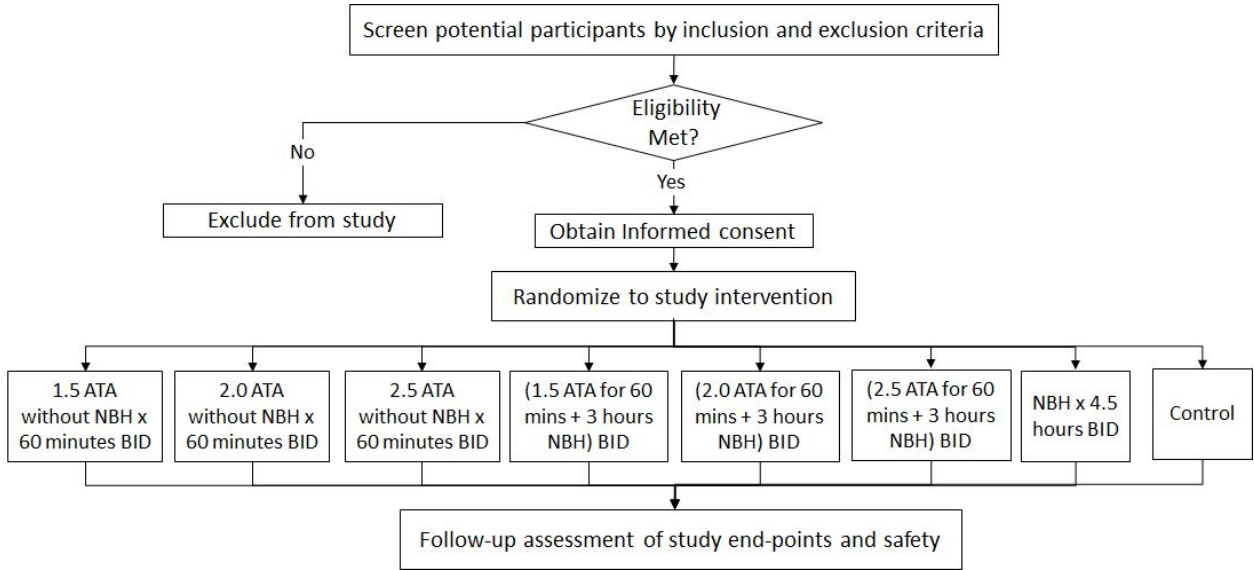 Screen potential participants by inclusion and exclusion criteria
Eligibility
Met?
No
Yes
Exclude from study
Obtain Informed consent
Randomize to study intervention
1.5 ATA
without NBH x
60 minutes BID
2.0 ATA
without NBH x
60 minutes BID
2.5 ATA
without NBH x
60 minutes BID
(1.5 ATA for 60
mins + 3 hours
NBH) BID
(2.0 ATA for 60
mins + 3 hours
NBH) BID
(2.5 ATA for 60
mins + 3 hours
NBH) BID
NBH x 4.5
hours BID
Control
Follow-up assessment of study end-points and safety